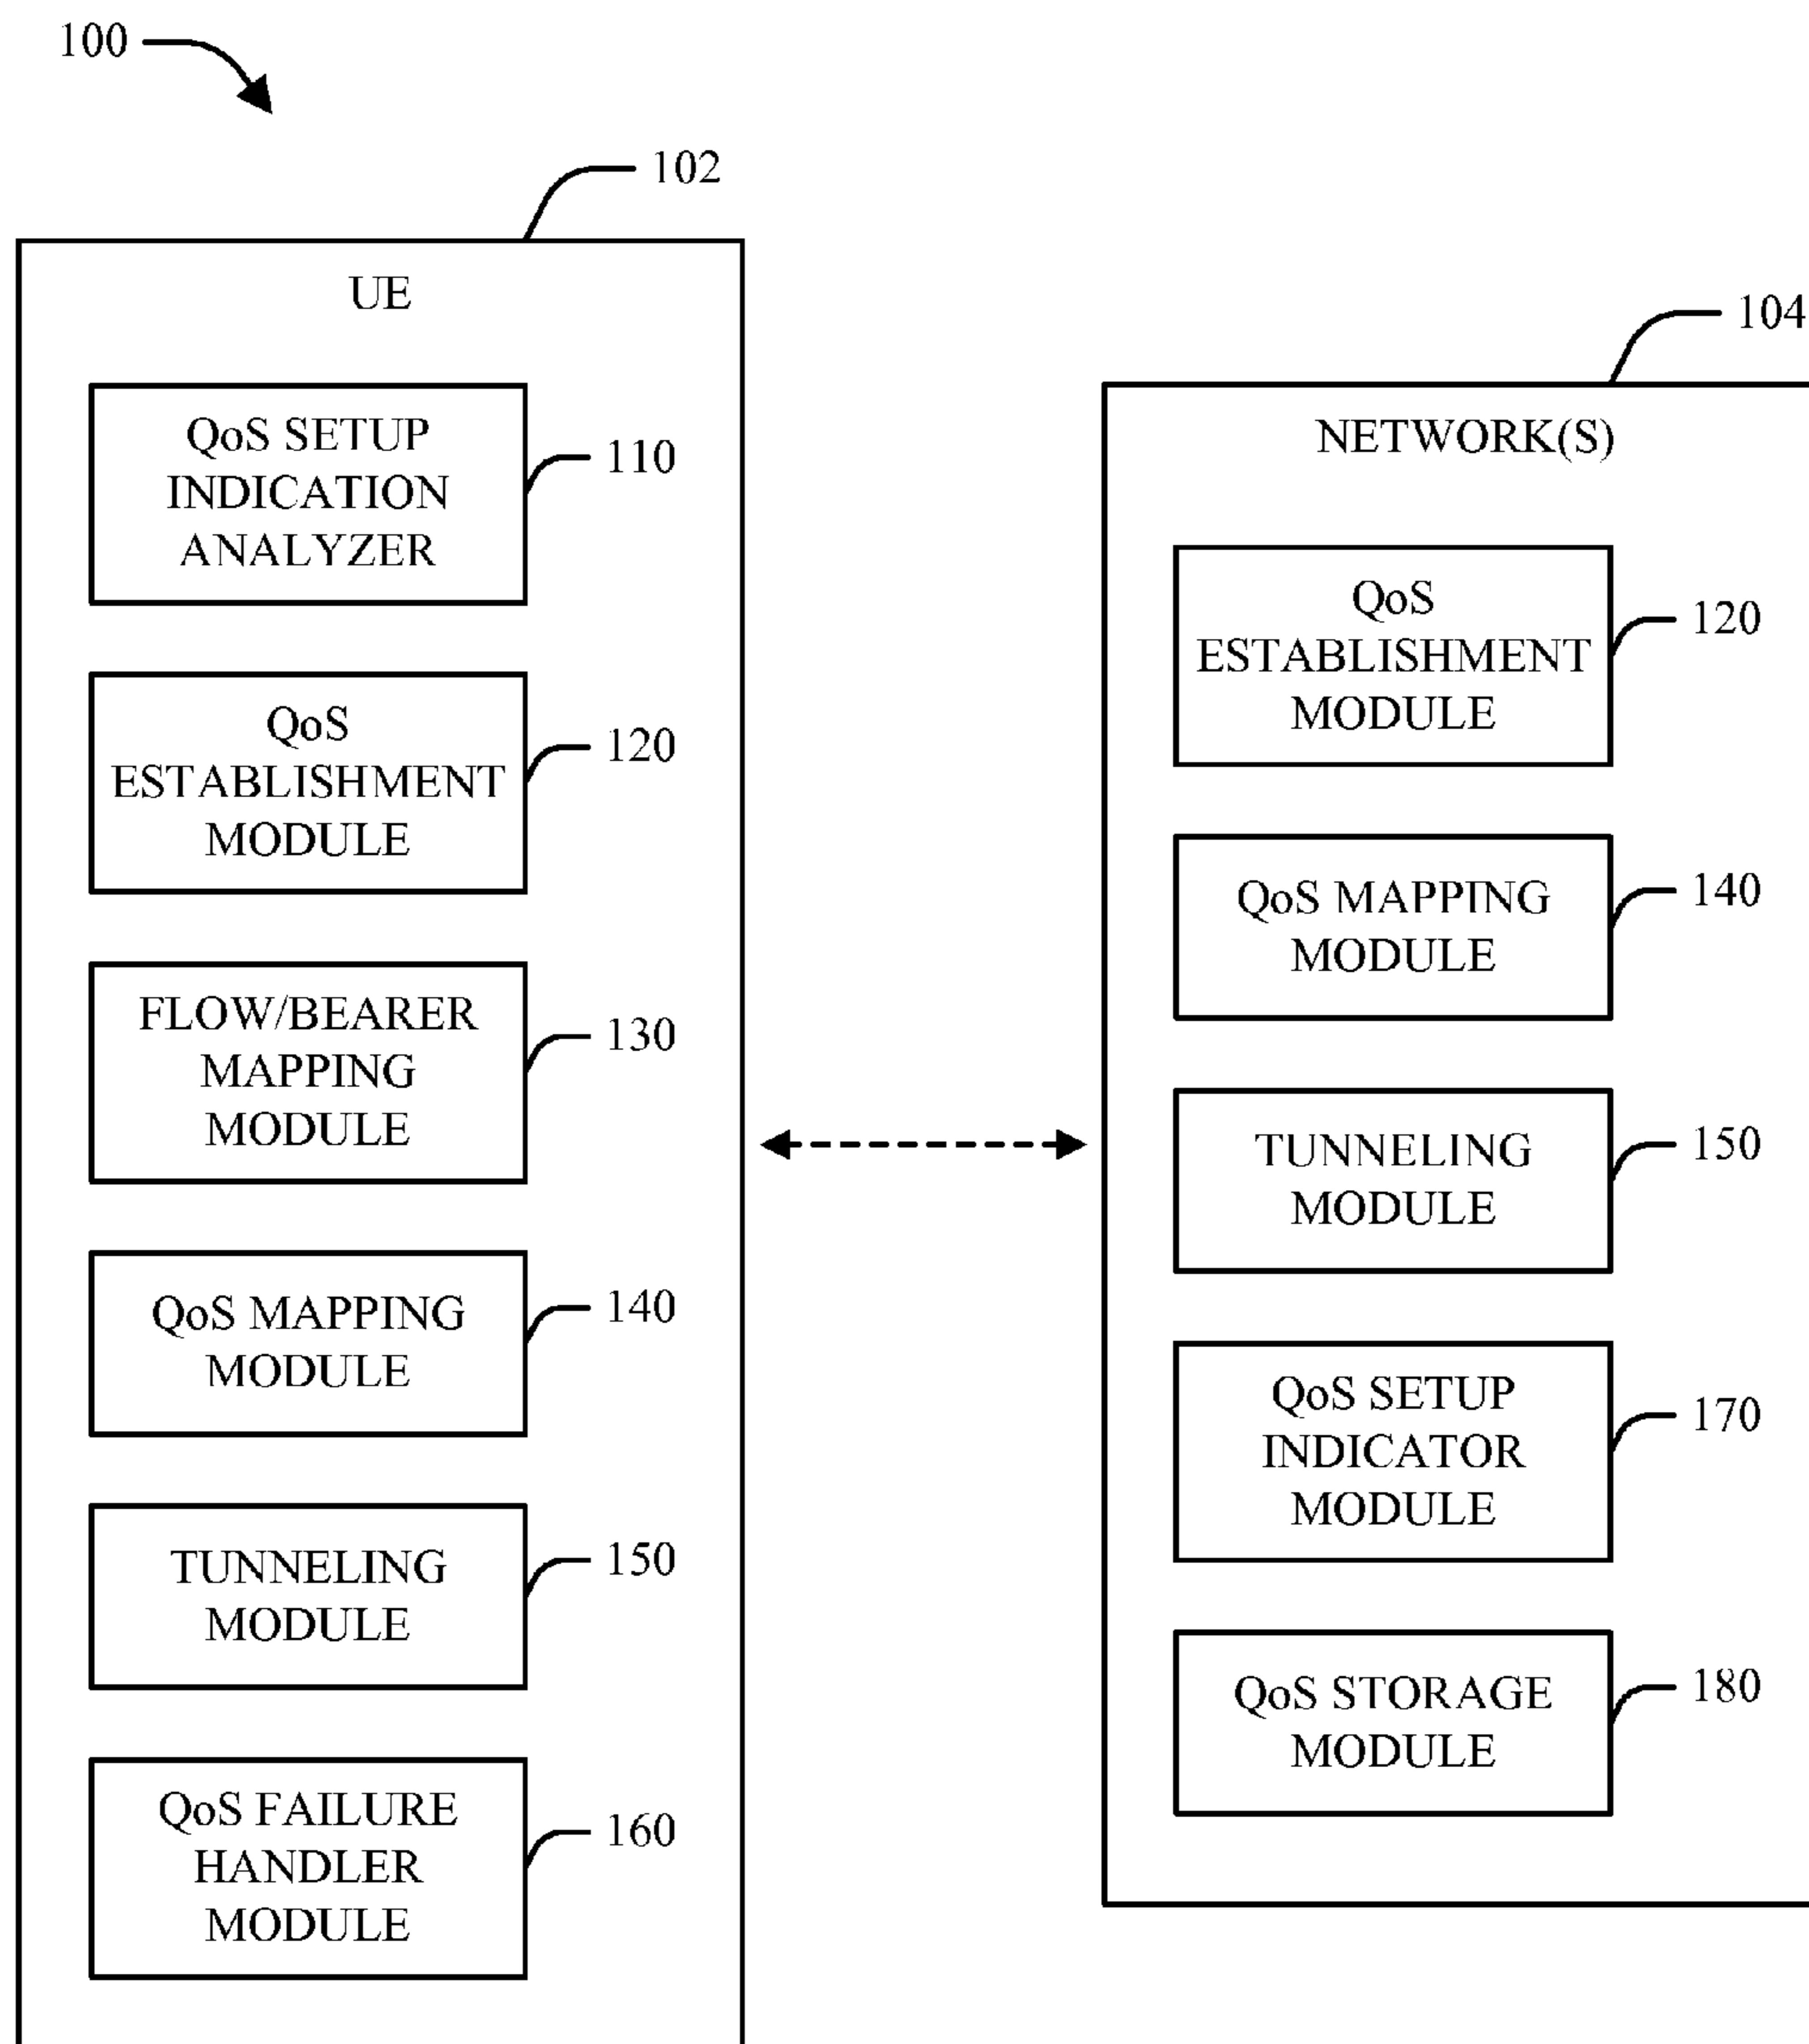 100
102
UE
QoS SETUP
INDICATION
ANALYZER
110
QoS
ESTABLISHMENT
MODULE
120
FLOW/BEARER
MAPPING
MODULE
130
QoS MAPPING
MODULE
140
TUNNELING
MODULE
150
QoS FAILURE
HANDLER
MODULE
160
104
NETWORK(S)
QoS
ESTABLISHMENT
MODULE
120
QoS MAPPING
MODULE
140
TUNNELING
MODULE
150
QoS SETUP
INDICATOR
MODULE
170
QoS STORAGE
MODULE
180